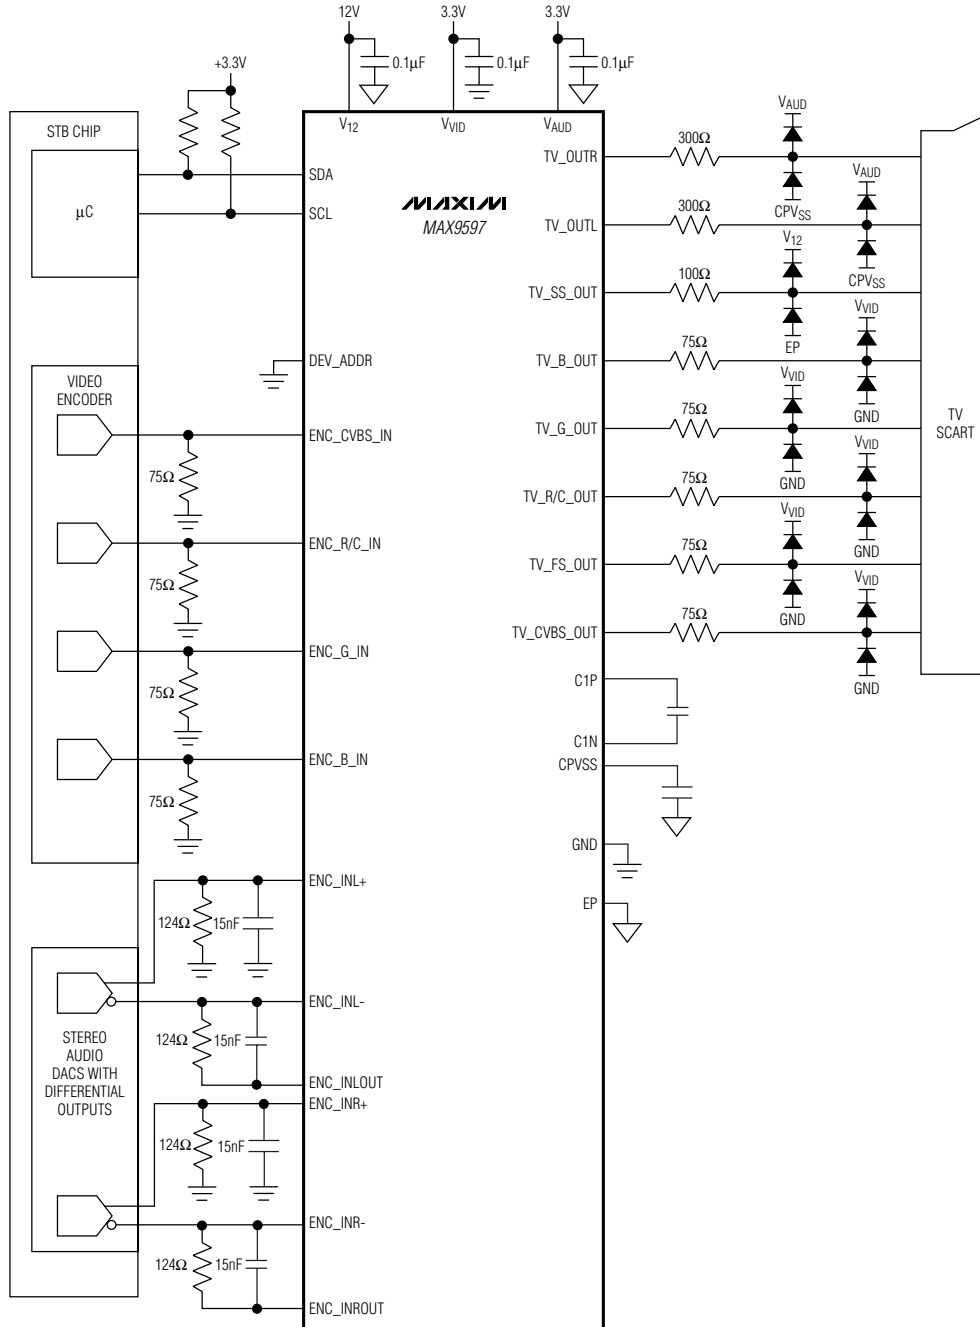 12V
3.3V
3.3V
0.1µF
0.1µF
0.1µF
+3.3V
STB CHIP
µC
SDA
SCL
V12
VVID
VAUD
MAXIM
MAX9597
DEV_ADDR
VIDEO
ENCODER
ENC_CVBS_IN
75Ω
ENC_R/C_IN
75Ω
ENC_G_IN
75Ω
ENC_B_IN
75Ω
ENC_INL+
124Ω
15nF
ENC_INL-
124Ω
15nF
STEREO
AUDIO
DACS WITH
DIFFERENTIAL
OUTPUTS
ENC_INLOUT
ENC_INR+
124Ω
15nF
ENC_INR-
124Ω
15nF
ENC_INROUT
TV_OUTR
300Ω
VAUD
CPVSS
TV_OUTL
300Ω
VAUD
CPVSS
TV_SS_OUT
100Ω
V12
EP
TV_B_OUT
75Ω
VVID
GND
TV_G_OUT
75Ω
VVID
GND
TV_R/C_OUT
75Ω
VVID
GND
TV_FS_OUT
75Ω
VVID
GND
TV_CVBS_OUT
75Ω
VVID
GND
TV
SCART
C1P
C1N
CPVSS
GND
EP